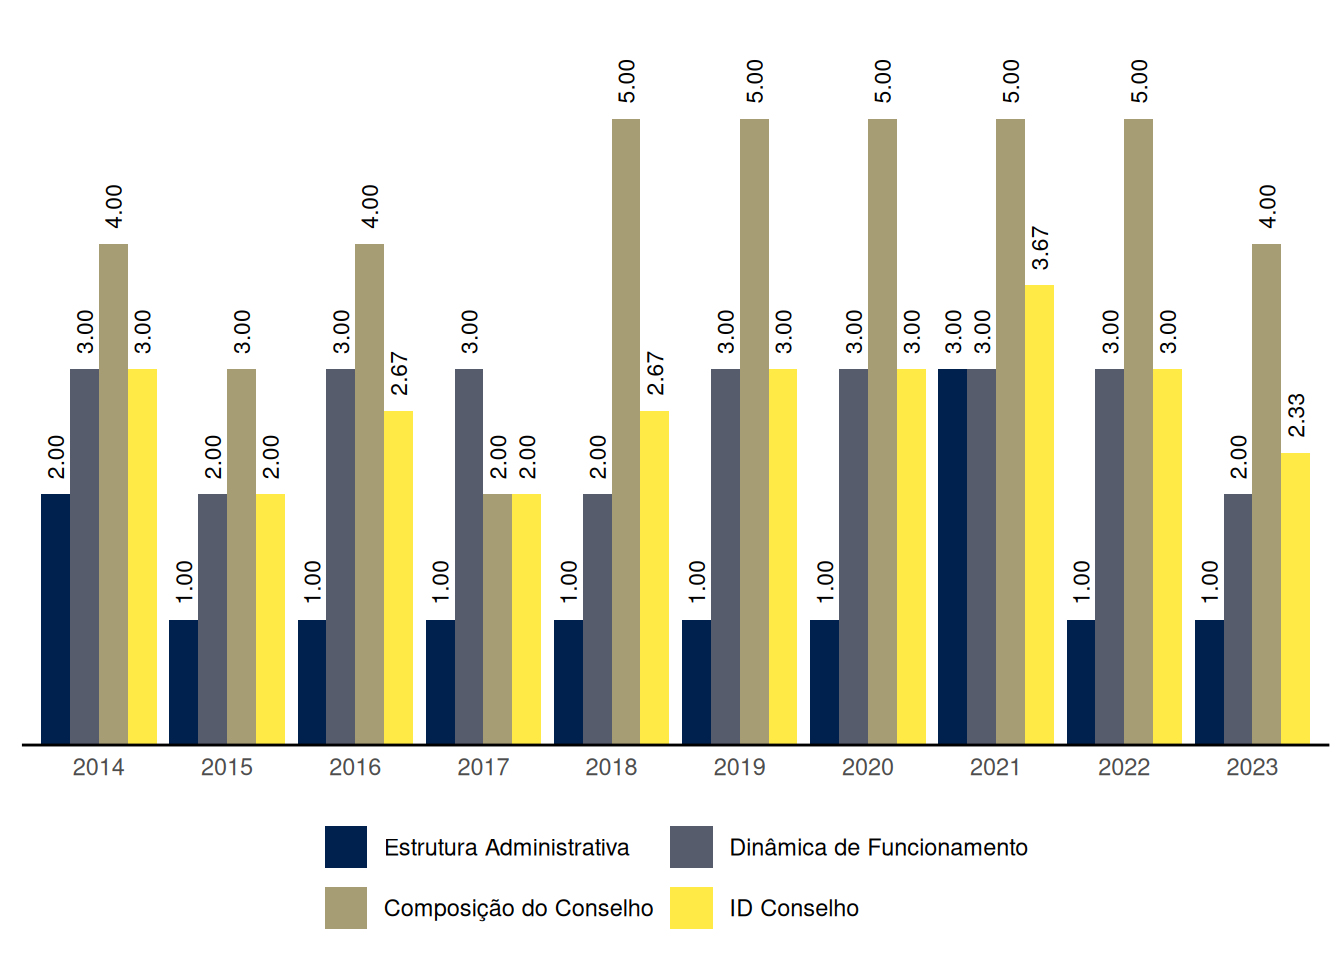 5.00 5.00 5.00 5.00 5.00
4.00 4.00 4.00
3.67
3.00 3.00 3.00 3.00 3.00 3.00 3.00 3.00 3.00 3.00 3.00 3.00 3.00
2.67 2.67
2.33
2.00 2.00 2.00 2.00 2.00 2.00 2.00
1.00 1.00 1.00 1.00 1.00 1.00 1.00 1.00
2014 2015 2016 2017 2018 2019 2020 2021 2022 2023
Estrutura Administrativa Dinâmica de Funcionamento
Composição do Conselho ID Conselho